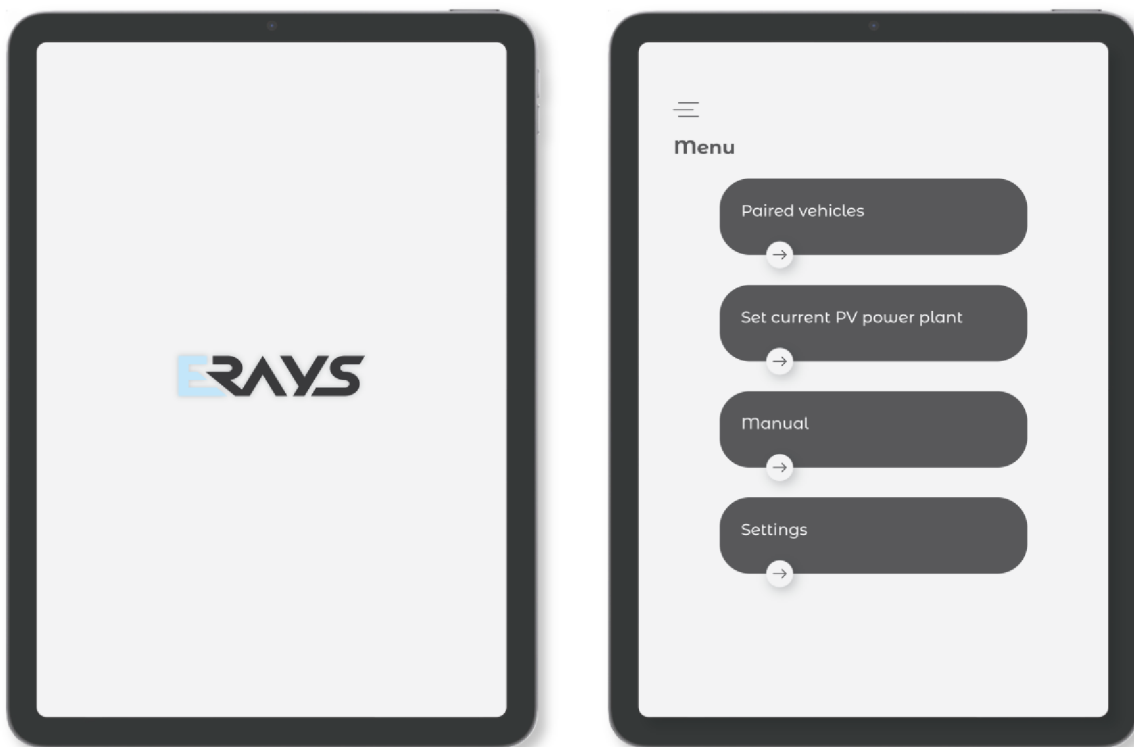 ERAYS
Menu
Paired vehicles
Set current PV power plant
Manual
Settings